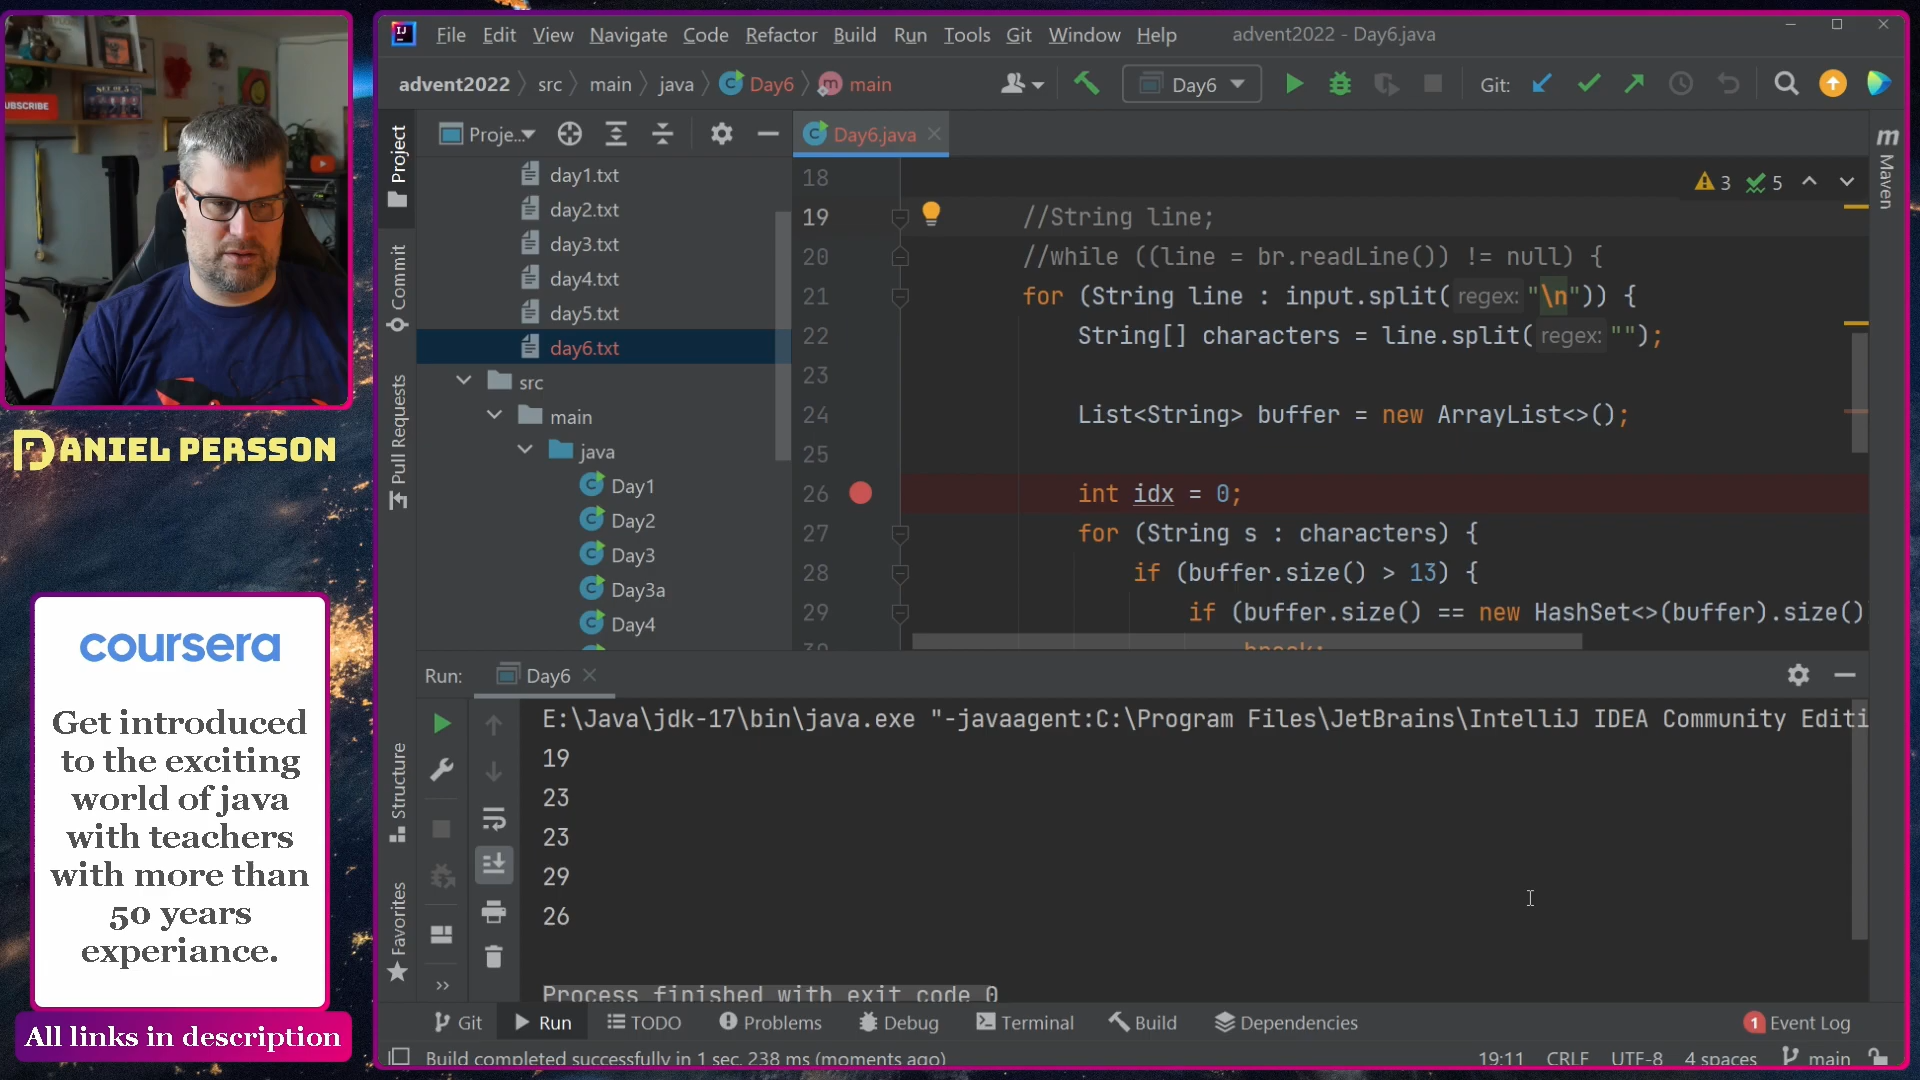 UBSCRIBE
DANIEL PERSSON
coursera
Get introduced
to the exciting
world of java
with teachers
with more than
50 years
experiance.
All links in description
File Edit View Navigate Code Refactor Build Run Tools Git Window Help advent2022 - Day6.java
advent2022 src main java Day6 main Day6 Git:
Project
Commit
Pull Requests
Structure
Favorites
Proje...
day1.txt
day2.txt
day3.txt
day4.txt
day5.txt
day6.txt
src
main
java
Day1
Day2
Day3
Day3a
Day4
Day6.java
3 5
Maven
18
19 //String line;
20 //while ((line = br.readLine()) != null) {
21 for (String line : input.split( regex: "\n")) {
22 String[] characters = line.split( regex: "");
23
24 List<String> buffer = new ArrayList<>();
25
26 int idx = 0;
27 for (String s : characters) {
28 if (buffer.size() > 13) {
29 if (buffer.size() == new HashSet<>(buffer).size()
30 break;
Run: Day6
E:\Java\jdk-17\bin\java.exe "-javaagent:C:\Program Files\JetBrains\IntelliJ IDEA Community Editi
19
23
23
29
26
Process finished with exit code 0
Git Run TODO Problems Debug Terminal Build Dependencies 1 Event Log
Build completed successfully in 1 sec, 238 ms (moments ago) 19:11 CRLF UTF-8 4 spaces main